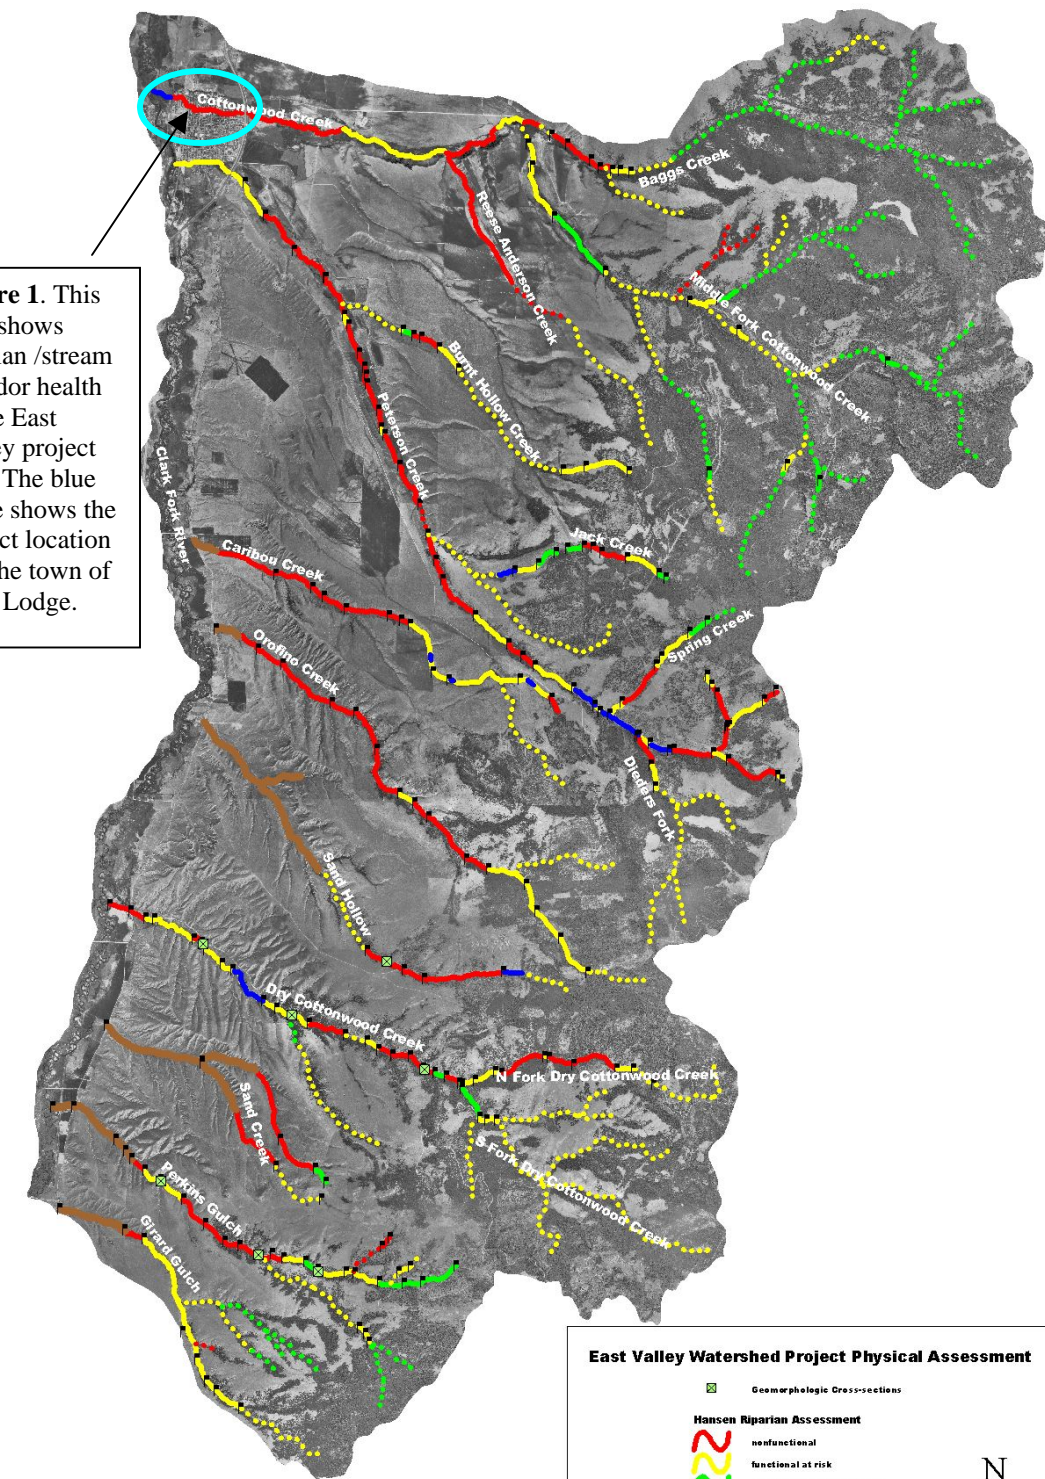 Cottonwood Creek
Baggs Creek
Reese Anderson Creek
Middle Fork Cottonwood Creek
re 1. This
shows
ian /stream
dor health
e East
ey project
The blue
e shows the
ct location
he town of
Lodge.
Burnt Hollow Creek
Peterson Creek
Clark Fork River
Jack Creek
Caribou Creek
Spring Creek
Orofino Creek
Dieders Fork
Sand Hollow
Dry Cottonwood Creek
N Fork Dry Cottonwood Creek
Sand Creek
S Fork Dry Cottonwood Creek
Perkins Gulch
Girard Gulch
East Valley Watershed Project Physical Assessment
Geomorphologic Cross-sections
Hansen Riparian Assessment
nonfunctional
functional at risk
N